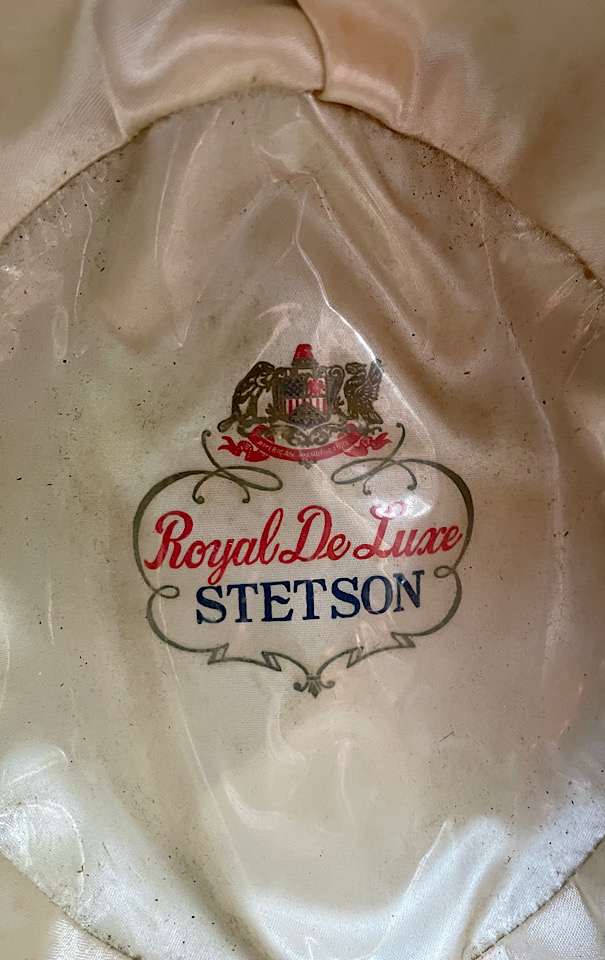 AMERICAN MANUFACTURE
Royal De Luxe
STETSON